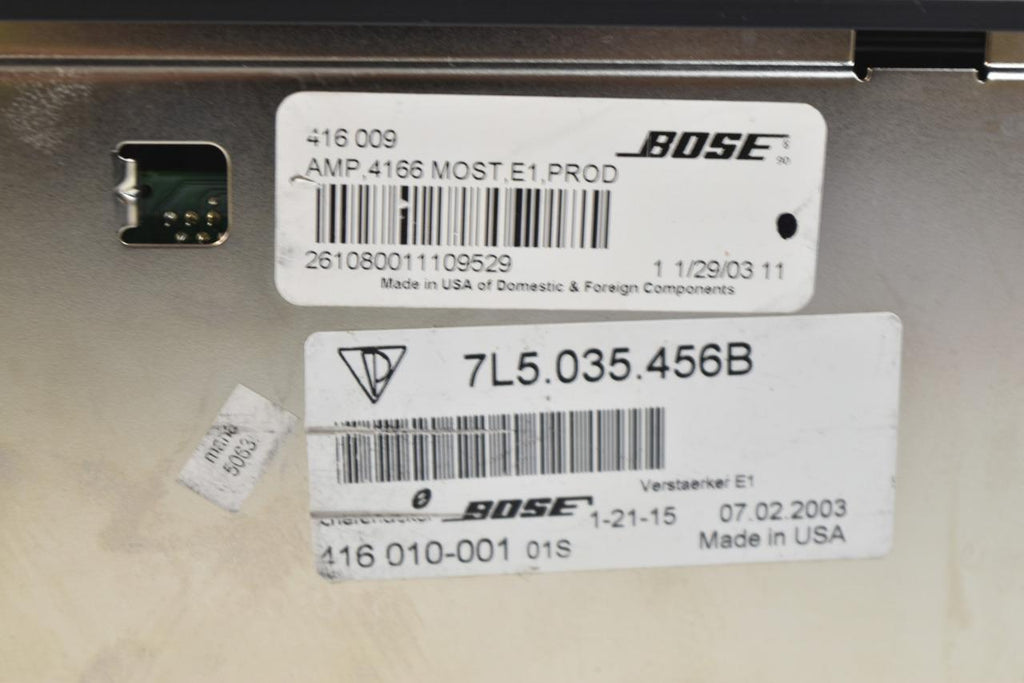 416 009
BOSE
AMP,4166 MOST,E1,PROD
261080011109529
1 1/29/03 11
Made in USA of Domestic & Foreign Components
7L5.035.456B
5063
Verstaerker E1
BOSE
1-21-15
07.02.2003
416 010-001 01S
Made in USA